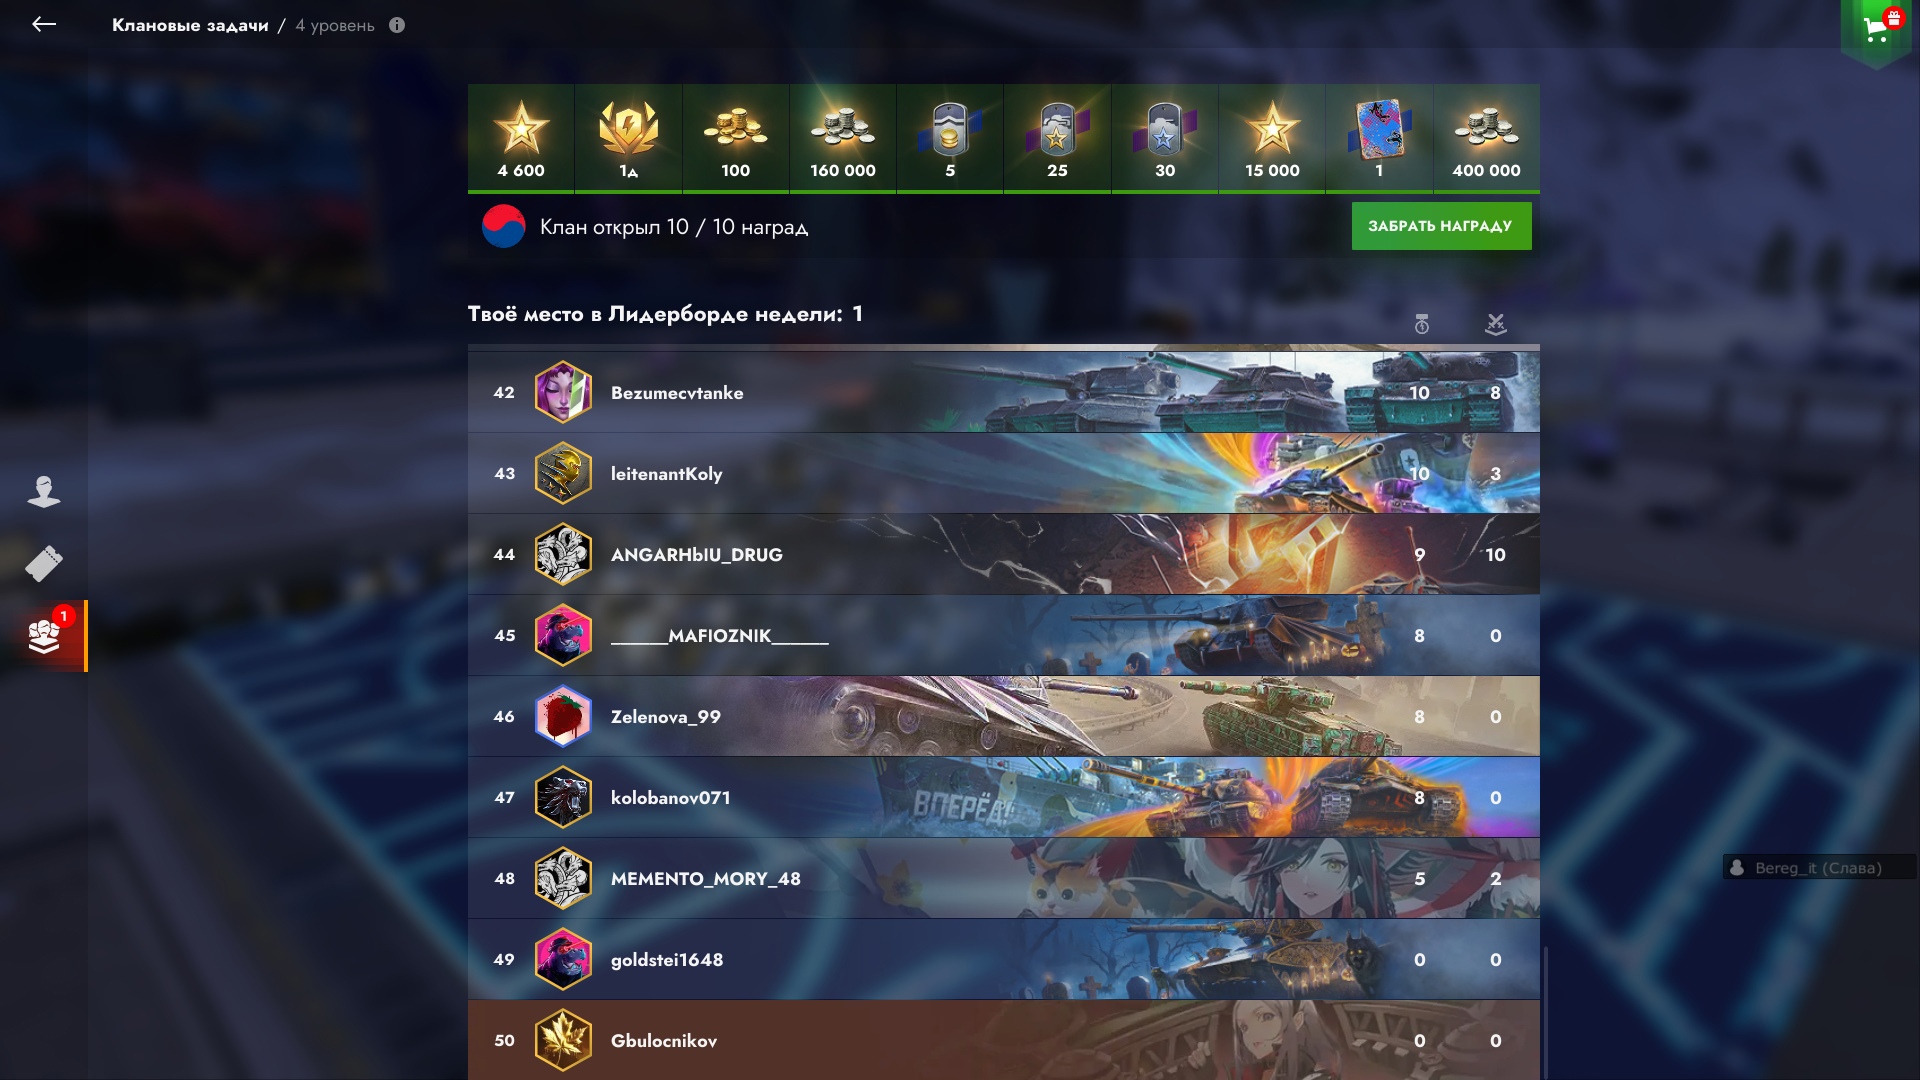 Клановые задачи / 4 уровень
4 600 1д 100 160 000 5 25 30 15 000 1 400 000
Клан открыл 10 / 10 наград
ЗАБРАТЬ НАГРАДУ
Твоё место в Лидерборде недели: 1
42 Bezumecvtanke 10 8
43 leitenantKoly 10 3
44 ANGARHbIU_DRUG 9 10
1
45 ______MAFIOZNIK______ 8 0
46 Zelenova_99 8 0
47 kolobanov071 ВПЕРЁД! 8 0
48 MEMENTO_MORY_48 5 2
Bereg_it (Слава)
49 goldstei1648 0 0
50 Gbulocnikov 0 0